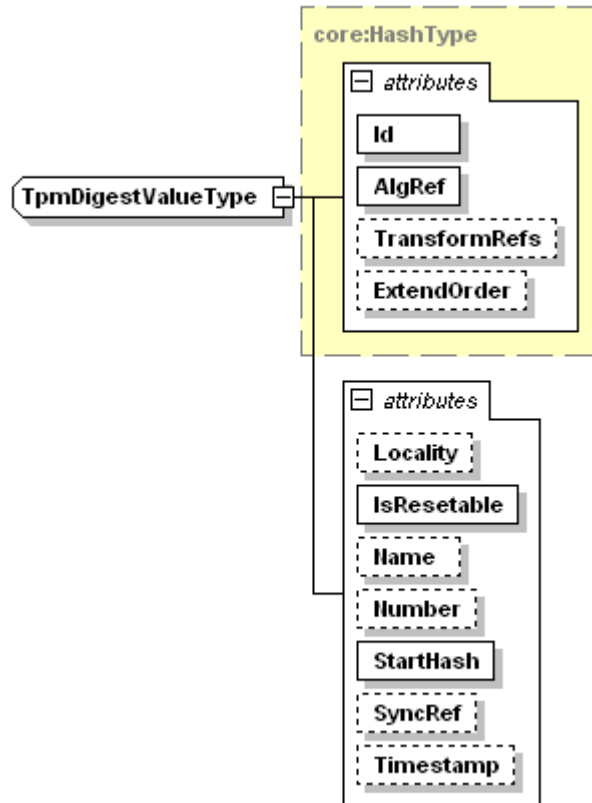 core:HashType
attributes
Id
AlgRef
TpmDigestValueType
TransformRefs
ExtendOrder
attributes
Locality
IsResetable
Name
Number
StartHash
SyncRef
Timestamp